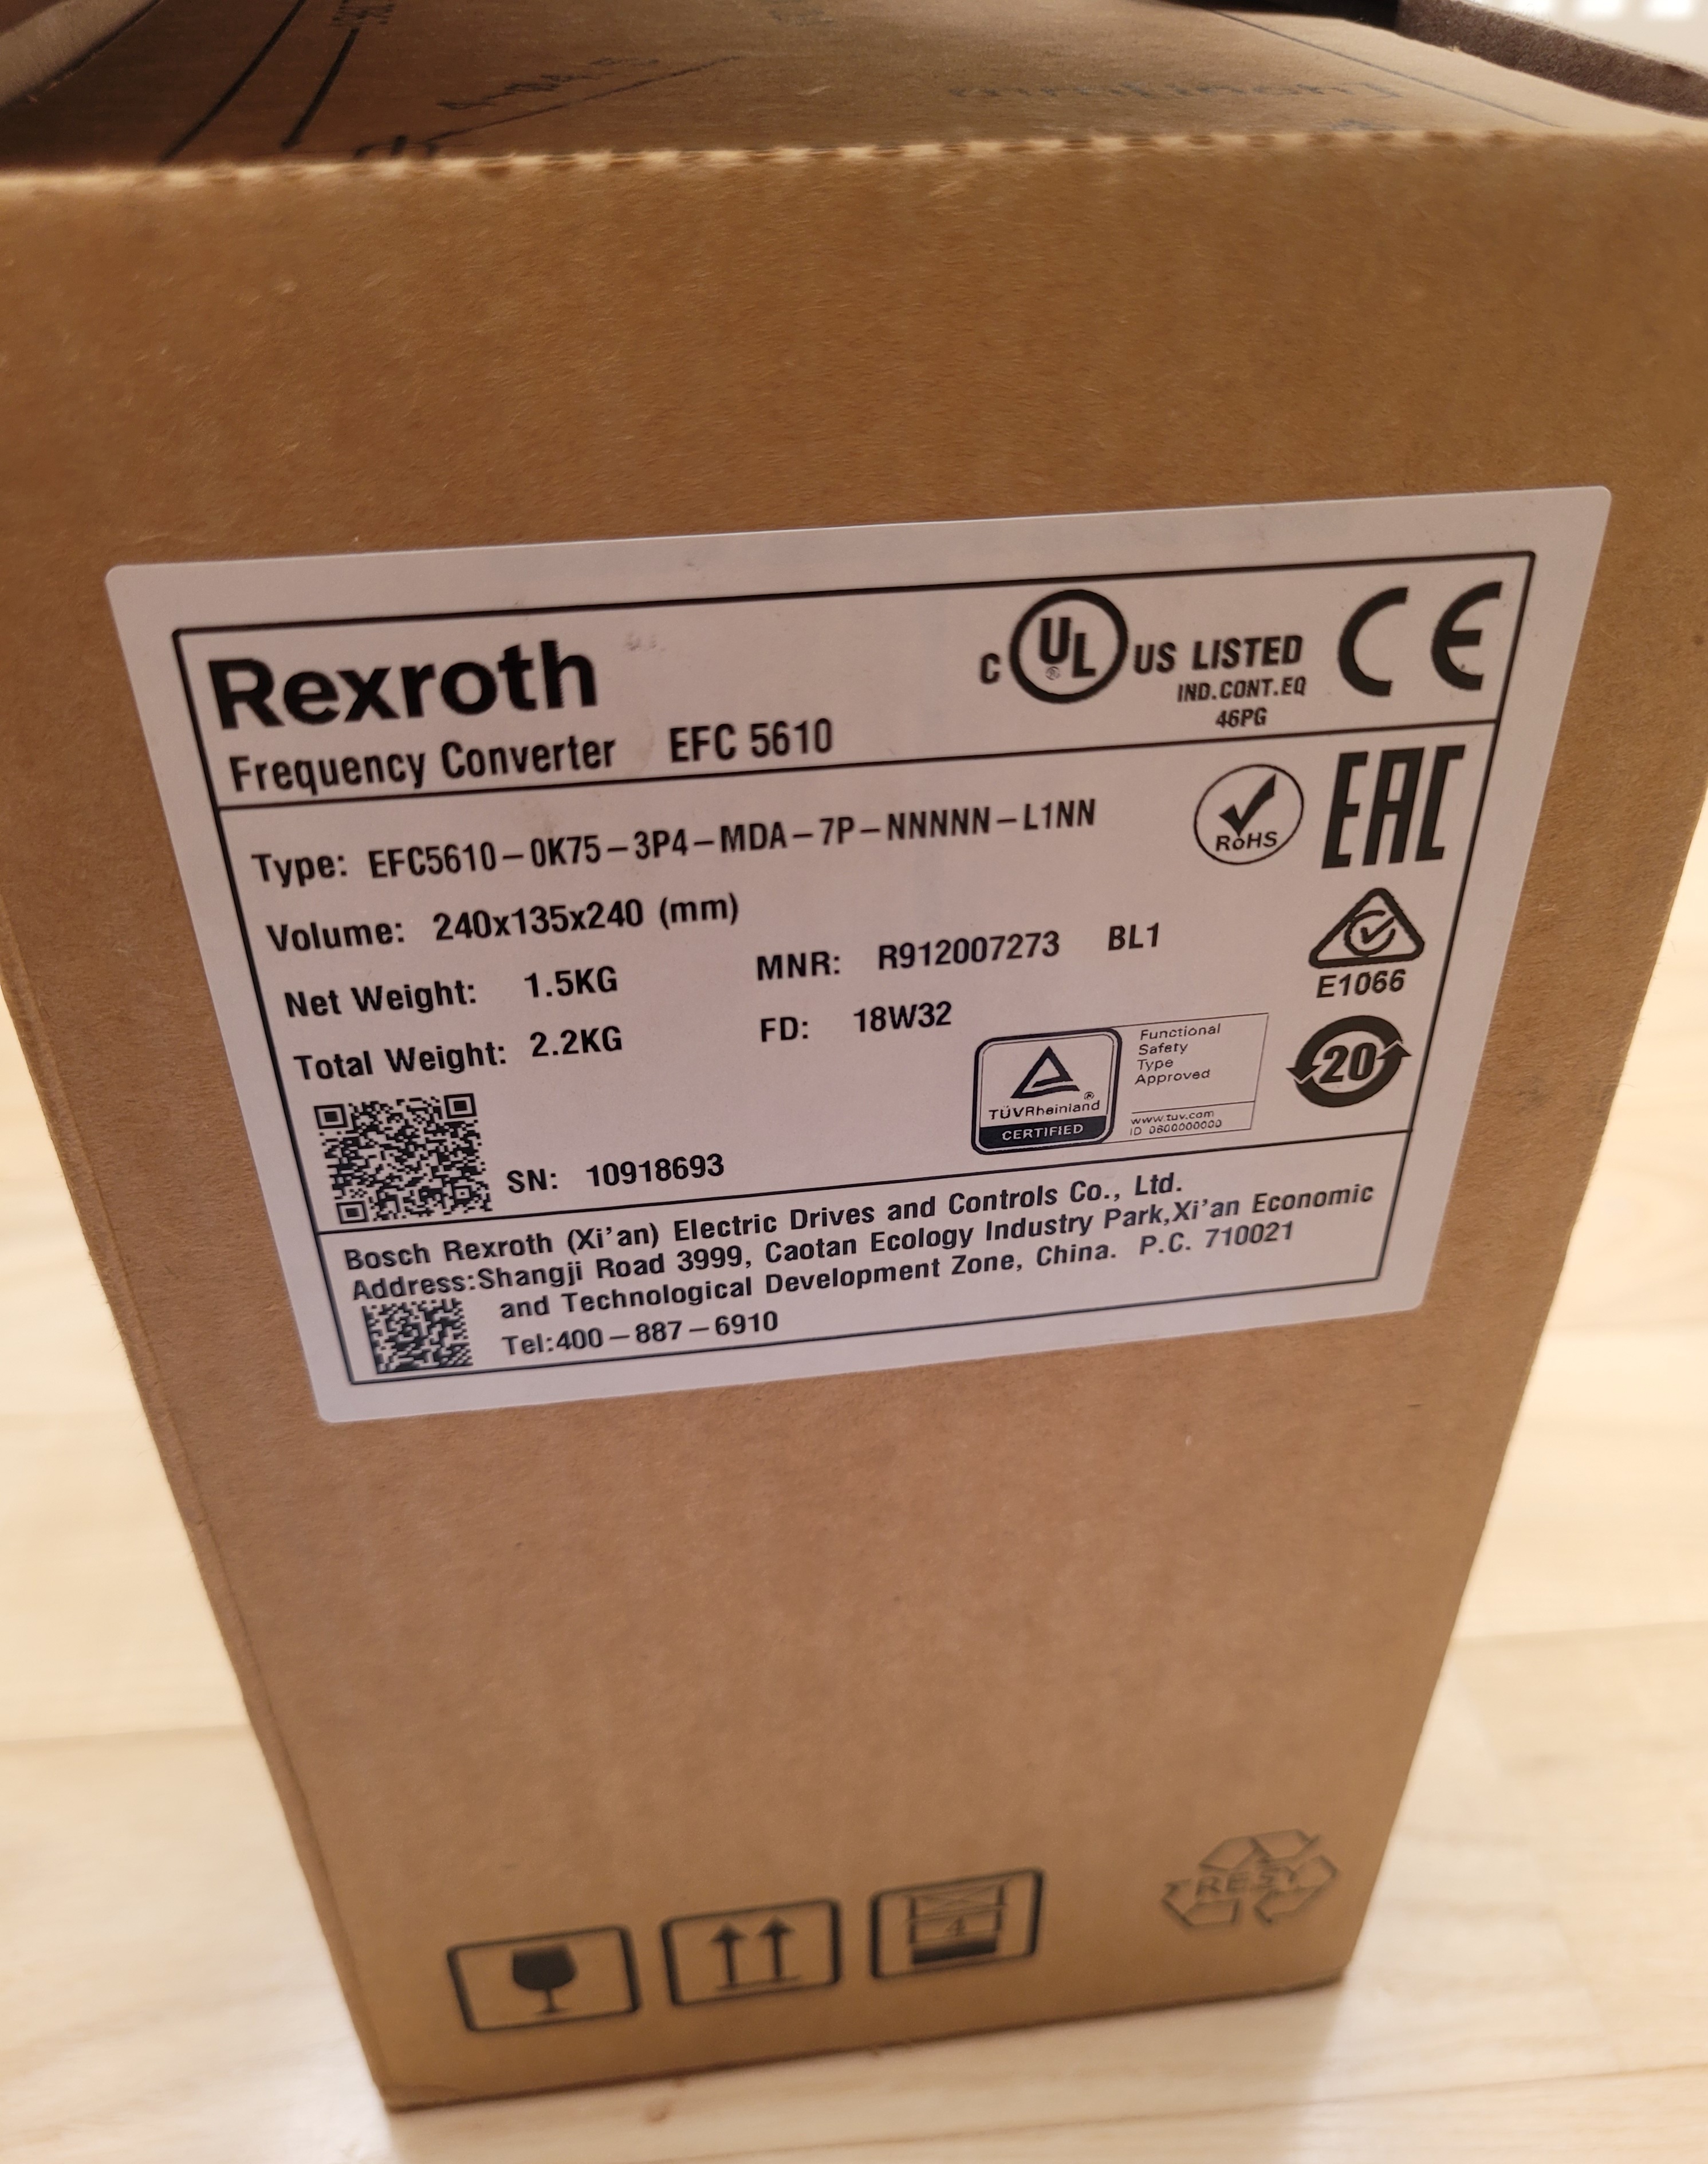 Rexroth
Frequency Converter EFC 5610
C UL® US LISTED
IND.CONT.EQ
46PG
CE
Type: EFC5610-0K75-3P4-MDA-7P-NNNNN-L1NN
RoHS
EAC
Volume: 240x135x240 (mm)
Net Weight: 1.5KG
MNR: R912007273 BL1
E1066
Total Weight: 2.2KG
FD: 18W32
TÜVRheinland®
CERTIFIED
Functional
Safety
Type
Approved
www.tuv.com
ID 0600000000
20
SN: 10918693
Bosch Rexroth (Xi'an) Electric Drives and Controls Co., Ltd.
Address:Shangji Road 3999, Caotan Ecology Industry Park,Xi'an Economic
and Technological Development Zone, China. P.C. 710021
Tel:400-887-6910
4
RESY